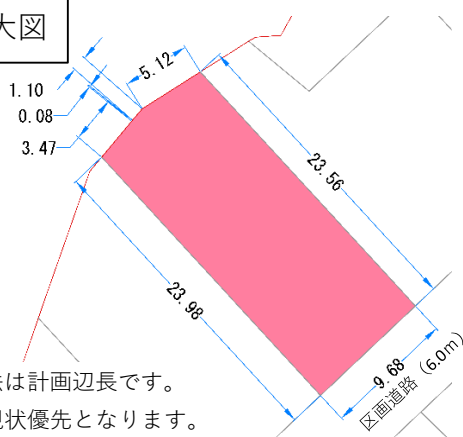 大図
5.12
1.10
0.08
3.47
23.56
23.98
9.68
区画道路（6.0m）
は計画辺長です。
状優先となります。